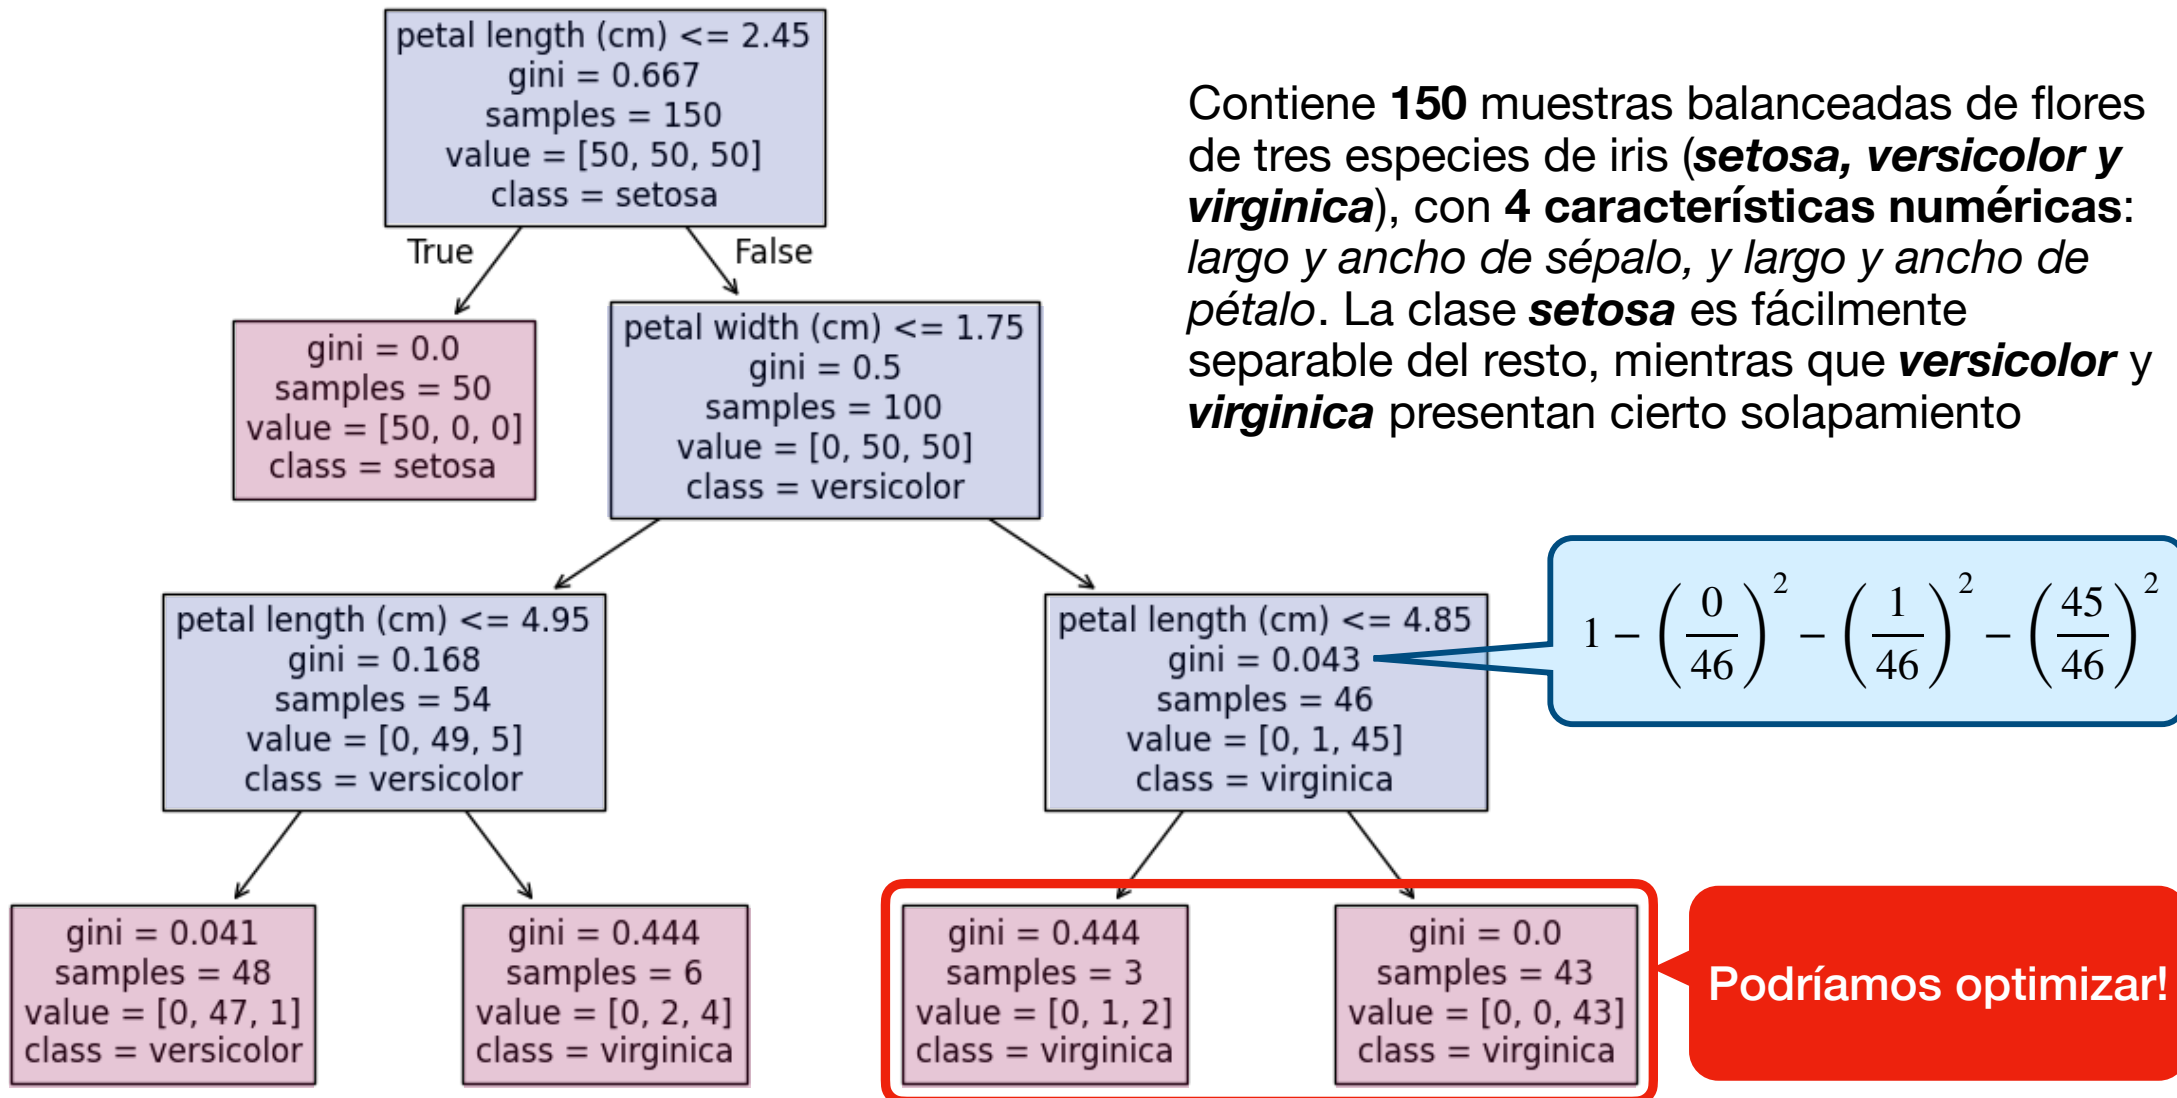 petal length (cm) <= 2.45
gini = 0.667
samples = 150
value = [50, 50, 50]
class = setosa
True
False
gini = 0.0
samples = 50
value = [50, 0, 0]
class = setosa
petal width (cm) <= 1.75
gini = 0.5
samples = 100
value = [0, 50, 50]
class = versicolor
Contiene 150 muestras balanceadas de flores
de tres especies de iris (setosa, versicolor y
virginica), con 4 características numéricas:
largo y ancho de sépalo, y largo y ancho de
pétalo. La clase setosa es fácilmente
separable del resto, mientras que versicolor y
virginica presentan cierto solapamiento
petal length (cm) <= 4.95
gini = 0.168
samples = 54
value = [0, 49, 5]
class = versicolor
petal length (cm) <= 4.85
gini = 0.043
samples = 46
value = [0, 1, 45]
class = virginica
1 − (0/46)² − (1/46)² − (45/46)²
gini = 0.041
samples = 48
value = [0, 47, 1]
class = versicolor
gini = 0.444
samples = 6
value = [0, 2, 4]
class = virginica
gini = 0.444
samples = 3
value = [0, 1, 2]
class = virginica
gini = 0.0
samples = 43
value = [0, 0, 43]
class = virginica
Podríamos optimizar!